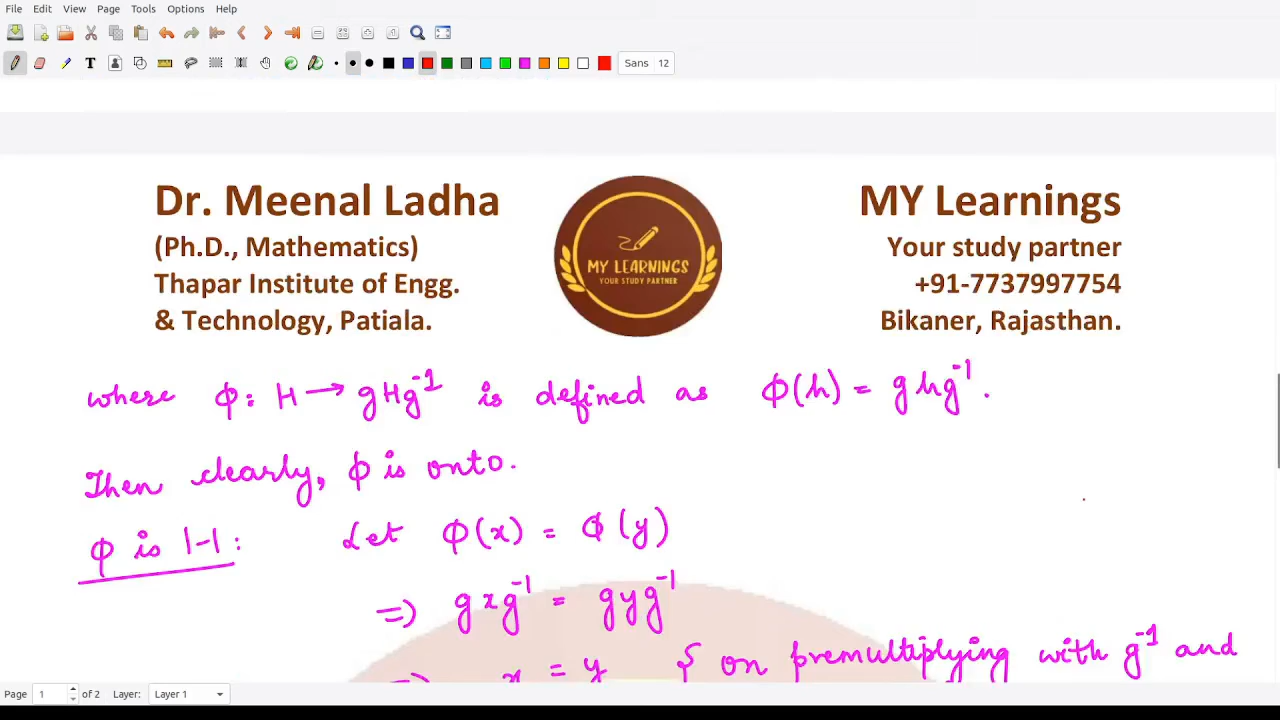 File Edit View Page Tools Options Help
Sans 12
Dr. Meenal Ladha
(Ph.D., Mathematics)
Thapar Institute of Engg.
& Technology, Patiala.
MY LEARNINGS
YOUR STUDY PARTNER
MY Learnings
Your study partner
+91-7737997754
Bikaner, Rajasthan.
where ϕ: H → gHg⁻¹ is defined as ϕ(h) = ghg⁻¹.
Then clearly, ϕ is onto.
ϕ is 1-1: Let ϕ(x) = ϕ(y)
=> gxg⁻¹ = gyg⁻¹
=> x = y { on premultiplying with g⁻¹ and
Page 1 of 2 Layer: Layer 1